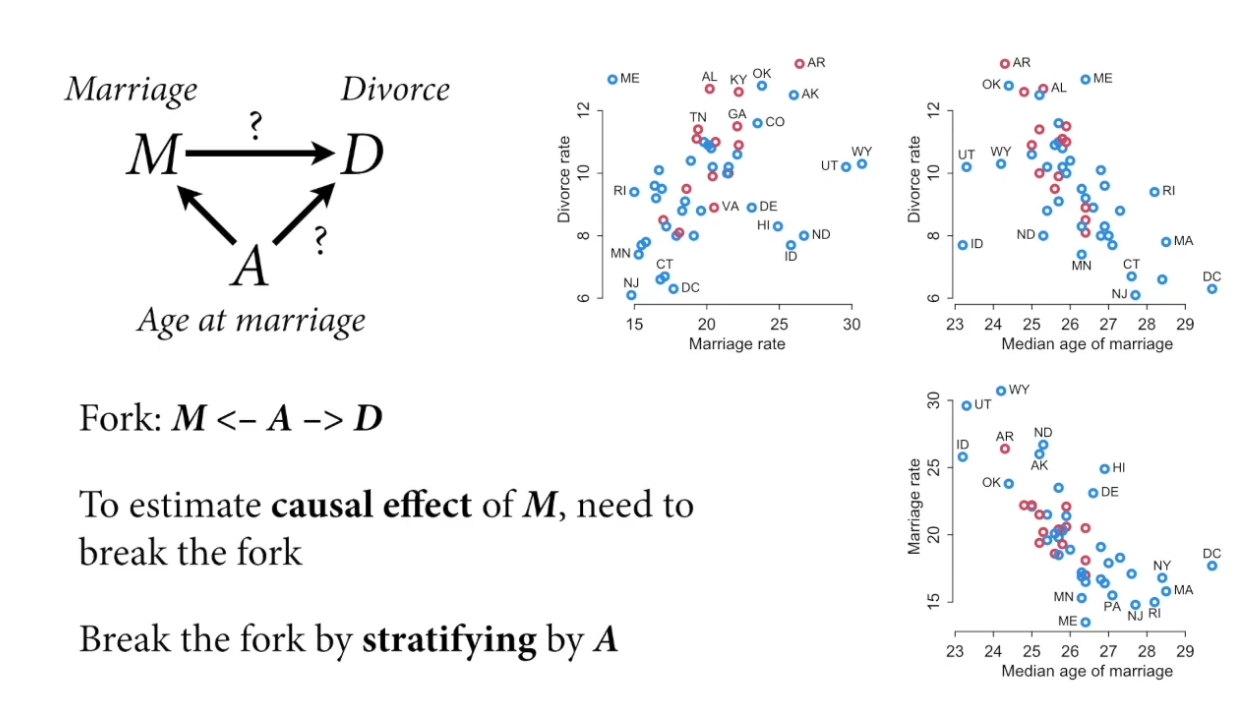 Marriage
Divorce
?
M
D
?
A
Age at marriage
Fork: M <– A –> D
To estimate causal effect of M, need to
break the fork
Break the fork by stratifying by A
Divorce rate
12
10
8
6
ME
AL
KY
OK
AR
AK
TN
GA
CO
WY
UT
RI
VA
DE
HI
ND
ID
MN
CT
NJ
DC
15
20
25
30
Marriage rate
Divorce rate
12
10
8
6
AR
OK
AL
ME
UT
WY
RI
ND
ID
MA
MN
CT
DC
NJ
23
24
25
26
27
28
29
Median age of marriage
Marriage rate
30
25
20
15
WY
UT
AR
ND
ID
AK
HI
OK
DE
DC
NY
MN
MA
PA
NJ
RI
ME
23
24
25
26
27
28
29
Median age of marriage